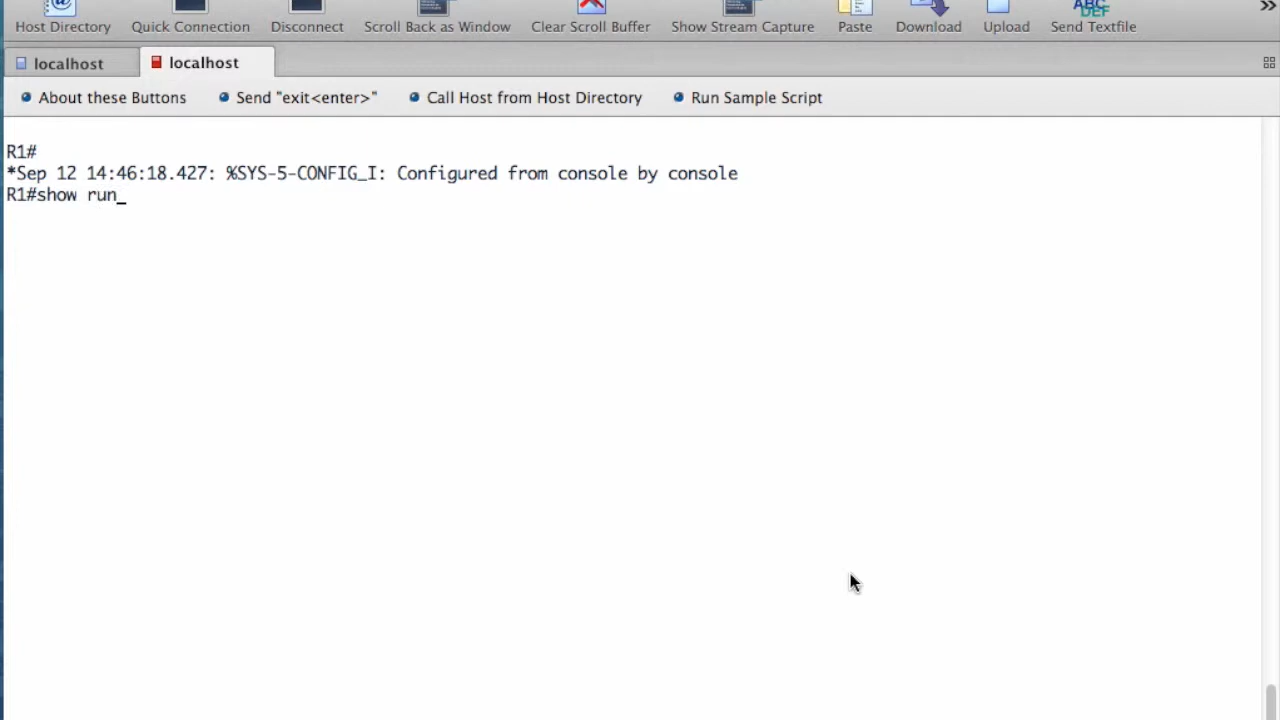 Host Directory Quick Connection Disconnect Scroll Back as Window Clear Scroll Buffer Show Stream Capture Paste Download Upload Send Textfile
localhost localhost
About these Buttons Send "exit<enter>" Call Host from Host Directory Run Sample Script
R1#
*Sep 12 14:46:18.427: %SYS-5-CONFIG_I: Configured from console by console
R1#show run_